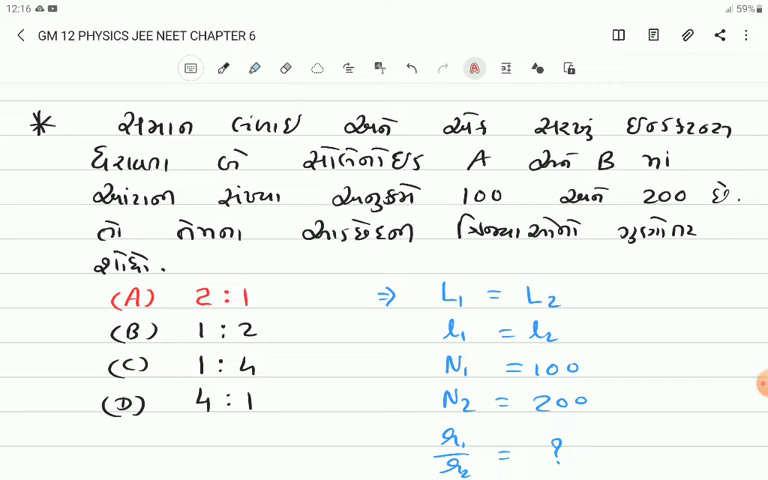 12:16 59%
GM 12 PHYSICS JEE NEET CHAPTER 6
* સમાન લંબાઇ અને એક સરખું ઇન્ડક્ટન્સ
ધરાવતા બે સોલેનોઇડ A અને B માં
આંટાની સંખ્યા અનુક્રમે 100 અને 200 છે.
તો તેમના આડછેદની ત્રિજ્યાઓનો ગુણોત્તર
શોધો.
(A) 2 : 1 ⇒ L₁ = L₂
(B) 1 : 2 l₁ = l₂
(C) 1 : 4 N₁ = 100
(D) 4 : 1 N₂ = 200
r₁/r₂ = ?